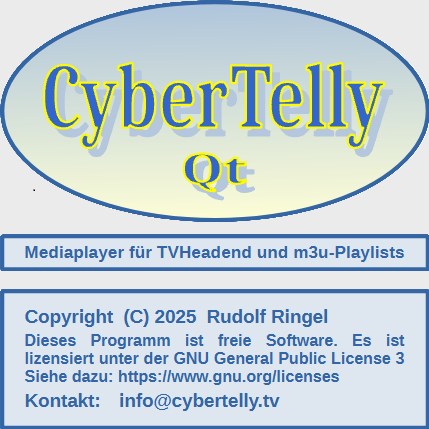 CyberTelly
Qt
Mediaplayer für TVHeadend und m3u-Playlists
Copyright (C) 2025 Rudolf Ringel
Dieses Programm ist freie Software. Es ist
lizensiert unter der GNU General Public License 3
Siehe dazu: https://www.gnu.org/licenses
Kontakt: info@cybertelly.tv